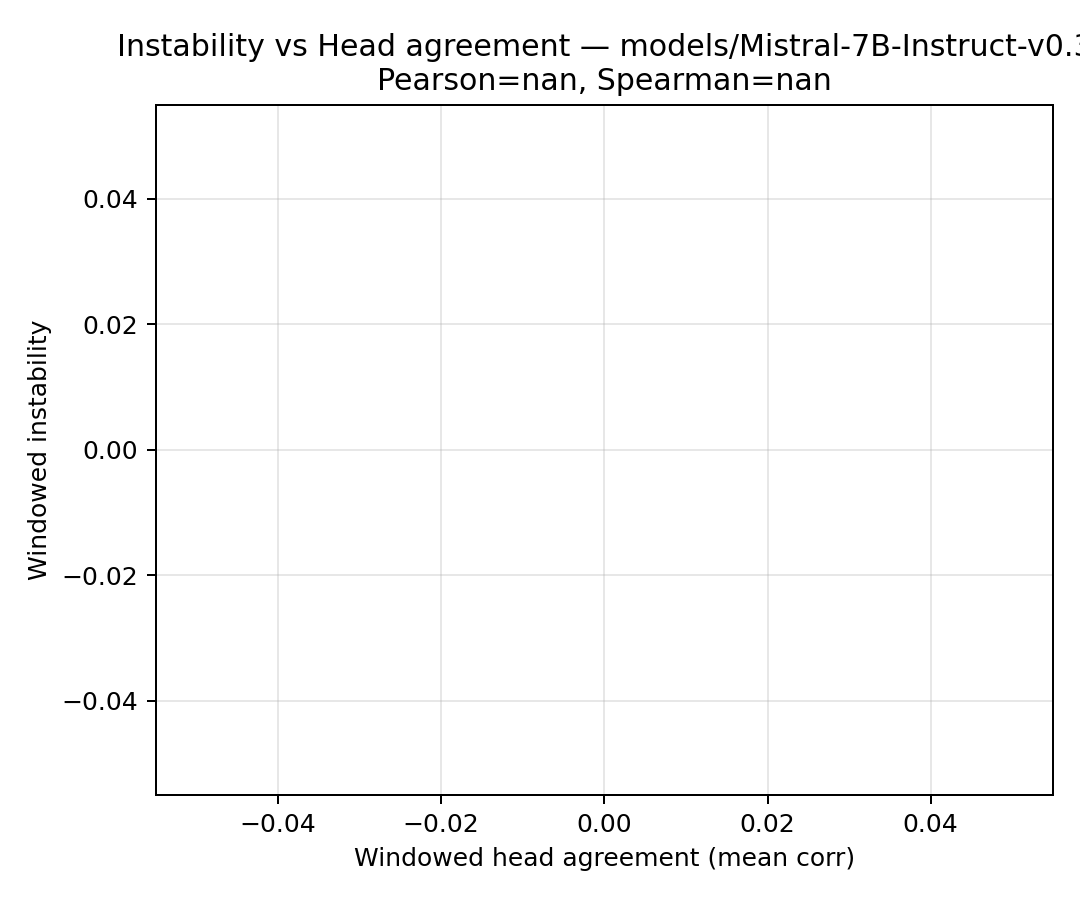 Instability vs Head agreement — models/Mistral-7B-Instruct-v0.3
Pearson=nan, Spearman=nan
0.04
0.02
0.00
−0.02
−0.04
Windowed instability
−0.04 −0.02 0.00 0.02 0.04
Windowed head agreement (mean corr)